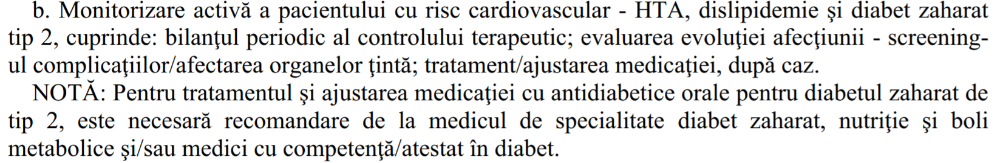 b. Monitorizare activă a pacientului cu risc cardiovascular - HTA, dislipidemie şi diabet zaharat
tip 2, cuprinde: bilanţul periodic al controlului terapeutic; evaluarea evoluţiei afecţiunii - screening-
ul complicaţiilor/afectarea organelor ţintă; tratament/ajustarea medicaţiei, după caz.
NOTĂ: Pentru tratamentul şi ajustarea medicaţiei cu antidiabetice orale pentru diabetul zaharat de
tip 2, este necesară recomandare de la medicul de specialitate diabet zaharat, nutriţie şi boli
metabolice şi/sau medici cu competenţă/atestat în diabet.